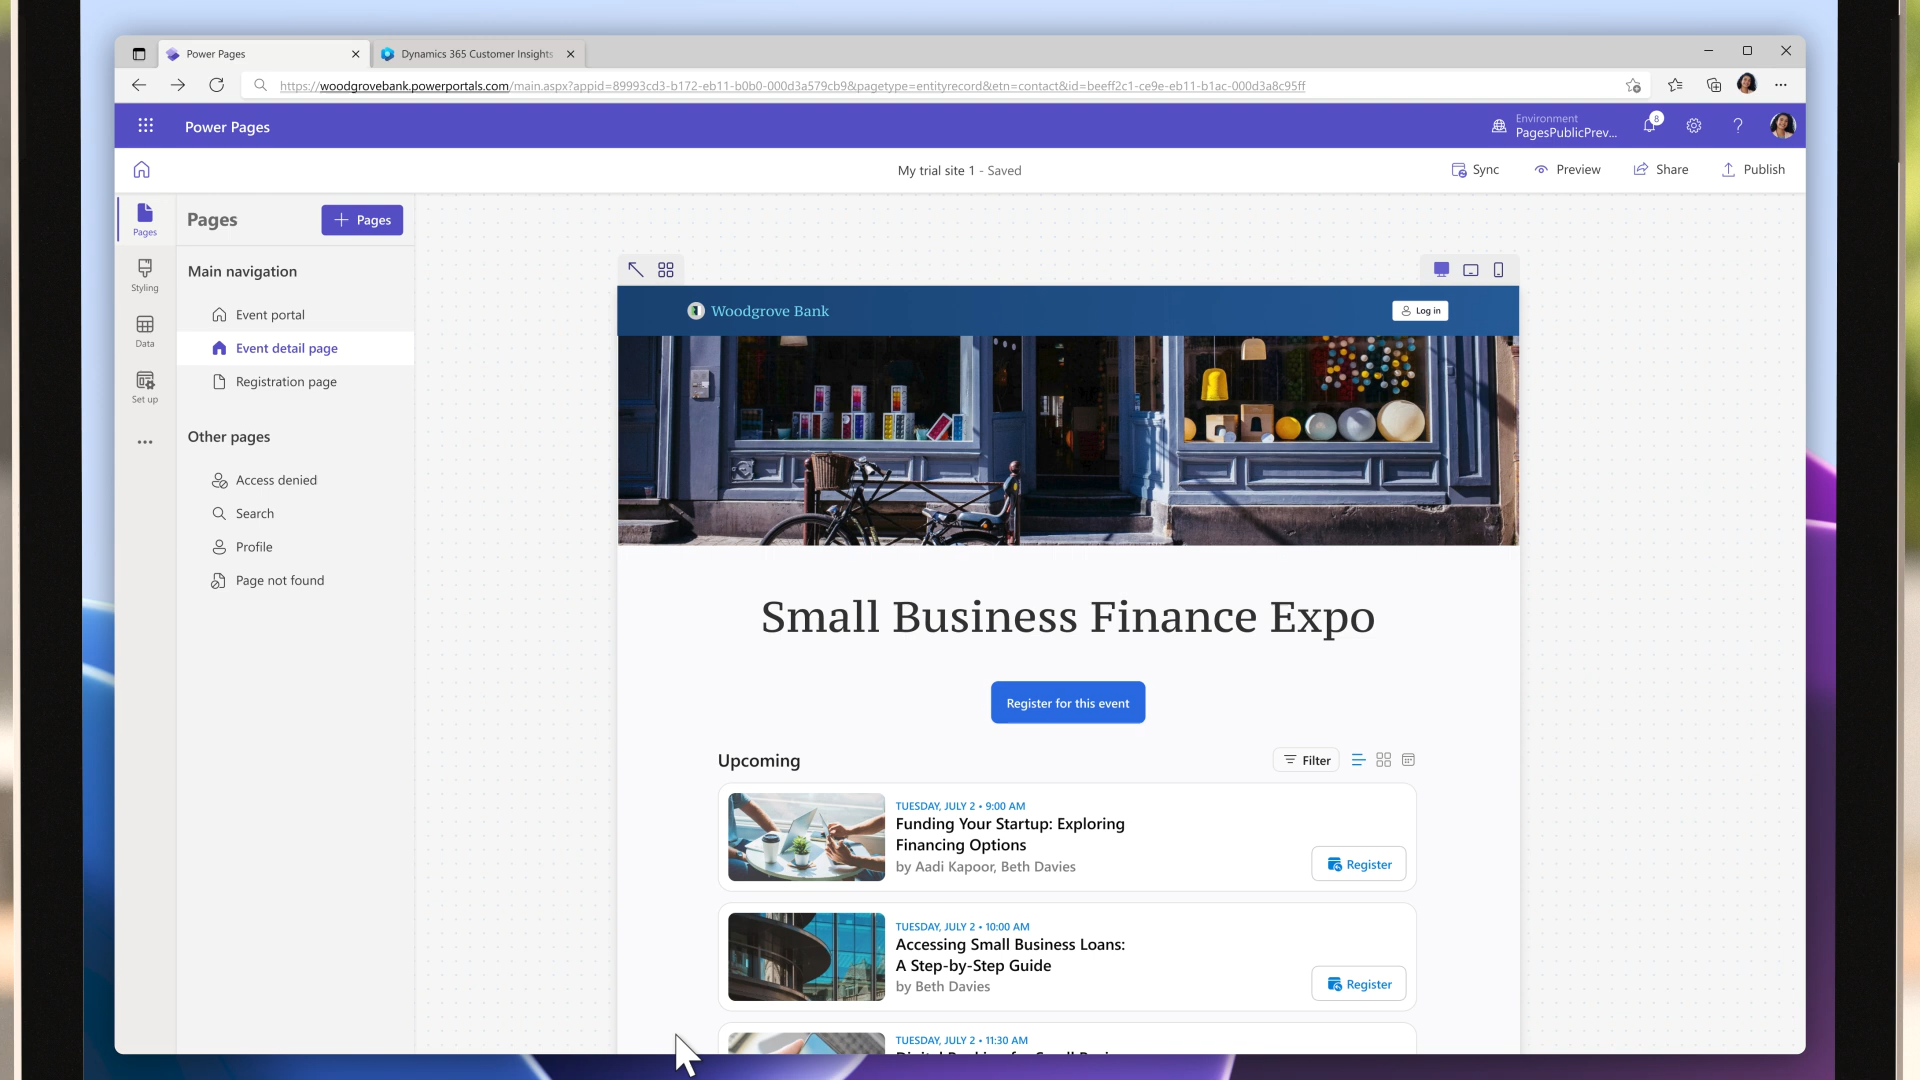 Power Pages
Dynamics 365 Customer Insights
https://woodgrovebank.powerportals.com/main.aspx?appid=89993cd3-b172-eb11-b0b0-000d3a579cb9&pagetype=entityrecord&etn=contact&id=beeff2c1-ce9e-eb11-b1ac-000d3a8c95ff
Power Pages
Environment
PagesPublicPrev...
8
My trial site 1 - Saved
Sync
Preview
Share
Publish
Pages
Styling
Data
Set up
Pages
Pages
Main navigation
Event portal
Event detail page
Registration page
Other pages
Access denied
Search
Profile
Page not found
Woodgrove Bank
Log in
Small Business Finance Expo
Register for this event
Upcoming
Filter
TUESDAY, JULY 2 • 9:00 AM
Funding Your Startup: Exploring
Financing Options
by Aadi Kapoor, Beth Davies
Register
TUESDAY, JULY 2 • 10:00 AM
Accessing Small Business Loans:
A Step-by-Step Guide
by Beth Davies
Register
TUESDAY, JULY 2 • 11:30 AM